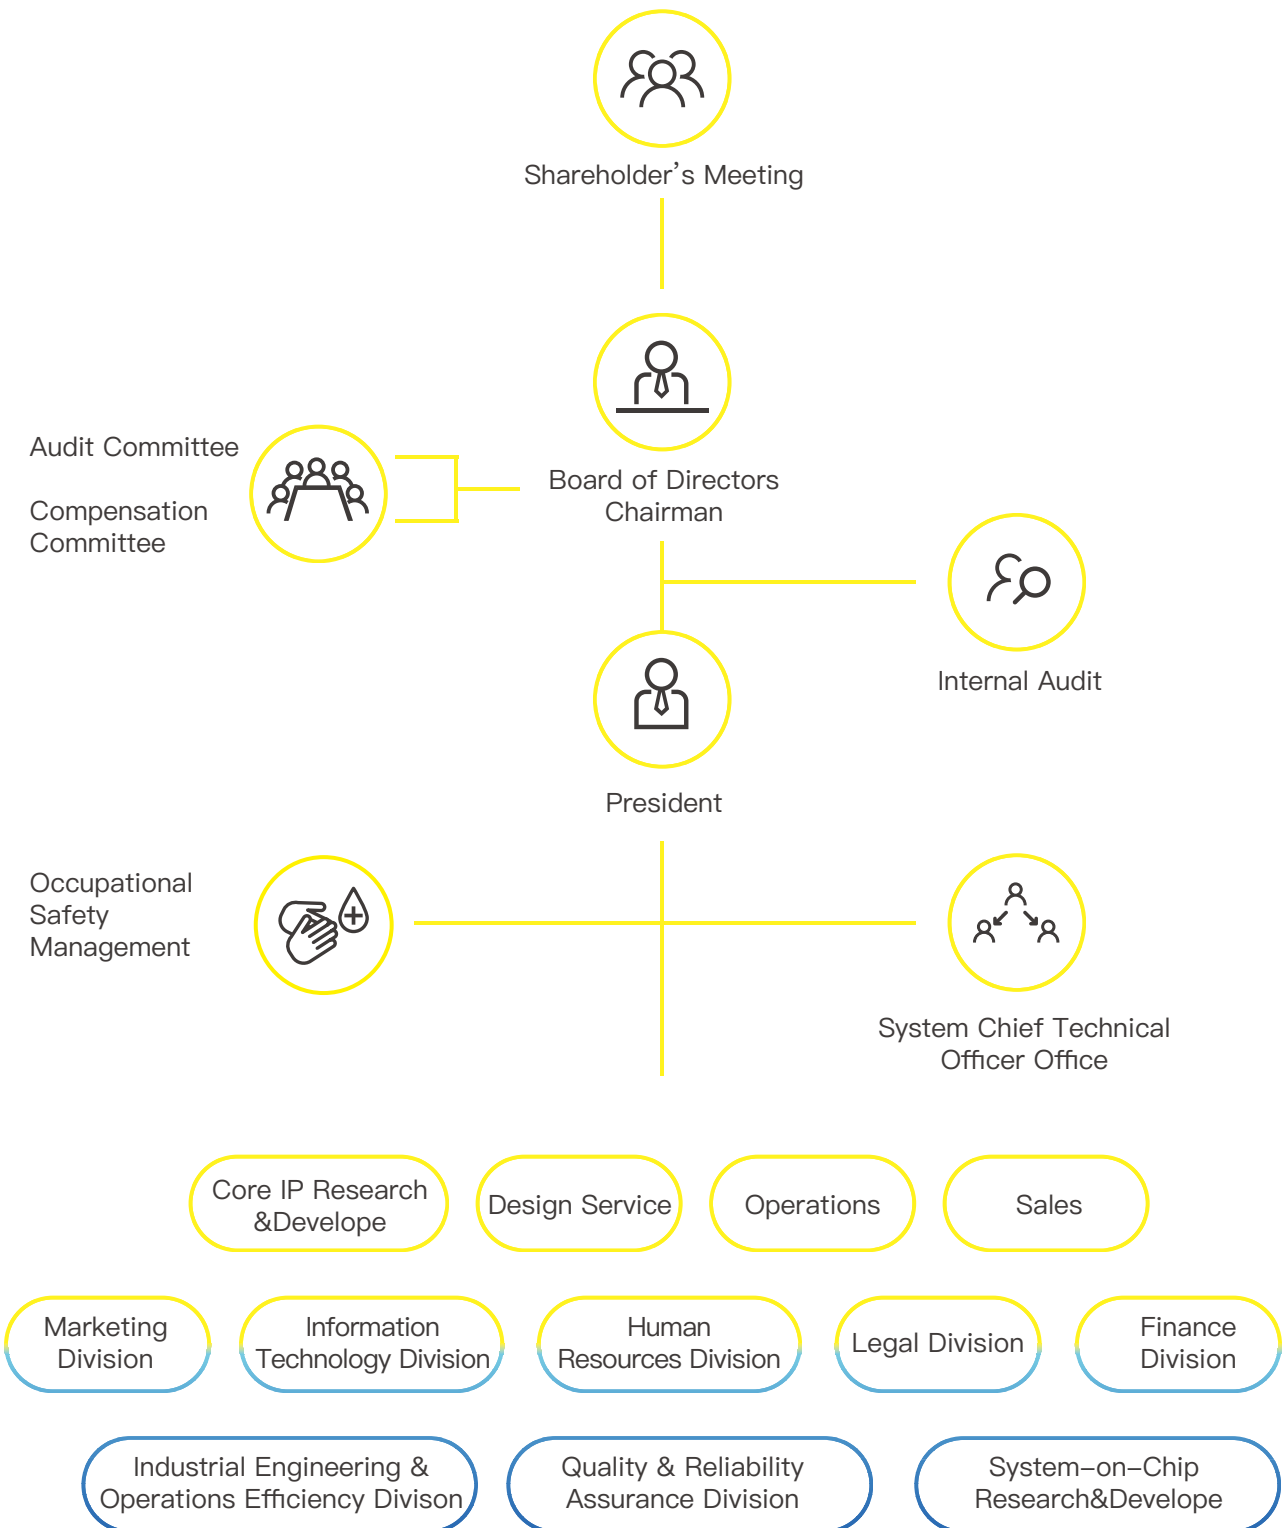 Shareholder’s Meeting
Audit Committee
Compensation
Committee
Board of Directors
Chairman
Internal Audit
President
Occupational
Safety
Management
System Chief Technical
Officer Office
Core IP Research
&Develope
Design Service
Operations
Sales
Marketing
Division
Information
Technology Division
Human
Resources Division
Legal Division
Finance
Division
Industrial Engineering &
Operations Efficiency Divison
Quality & Reliability
Assurance Division
System–on–Chip
Research&Develope